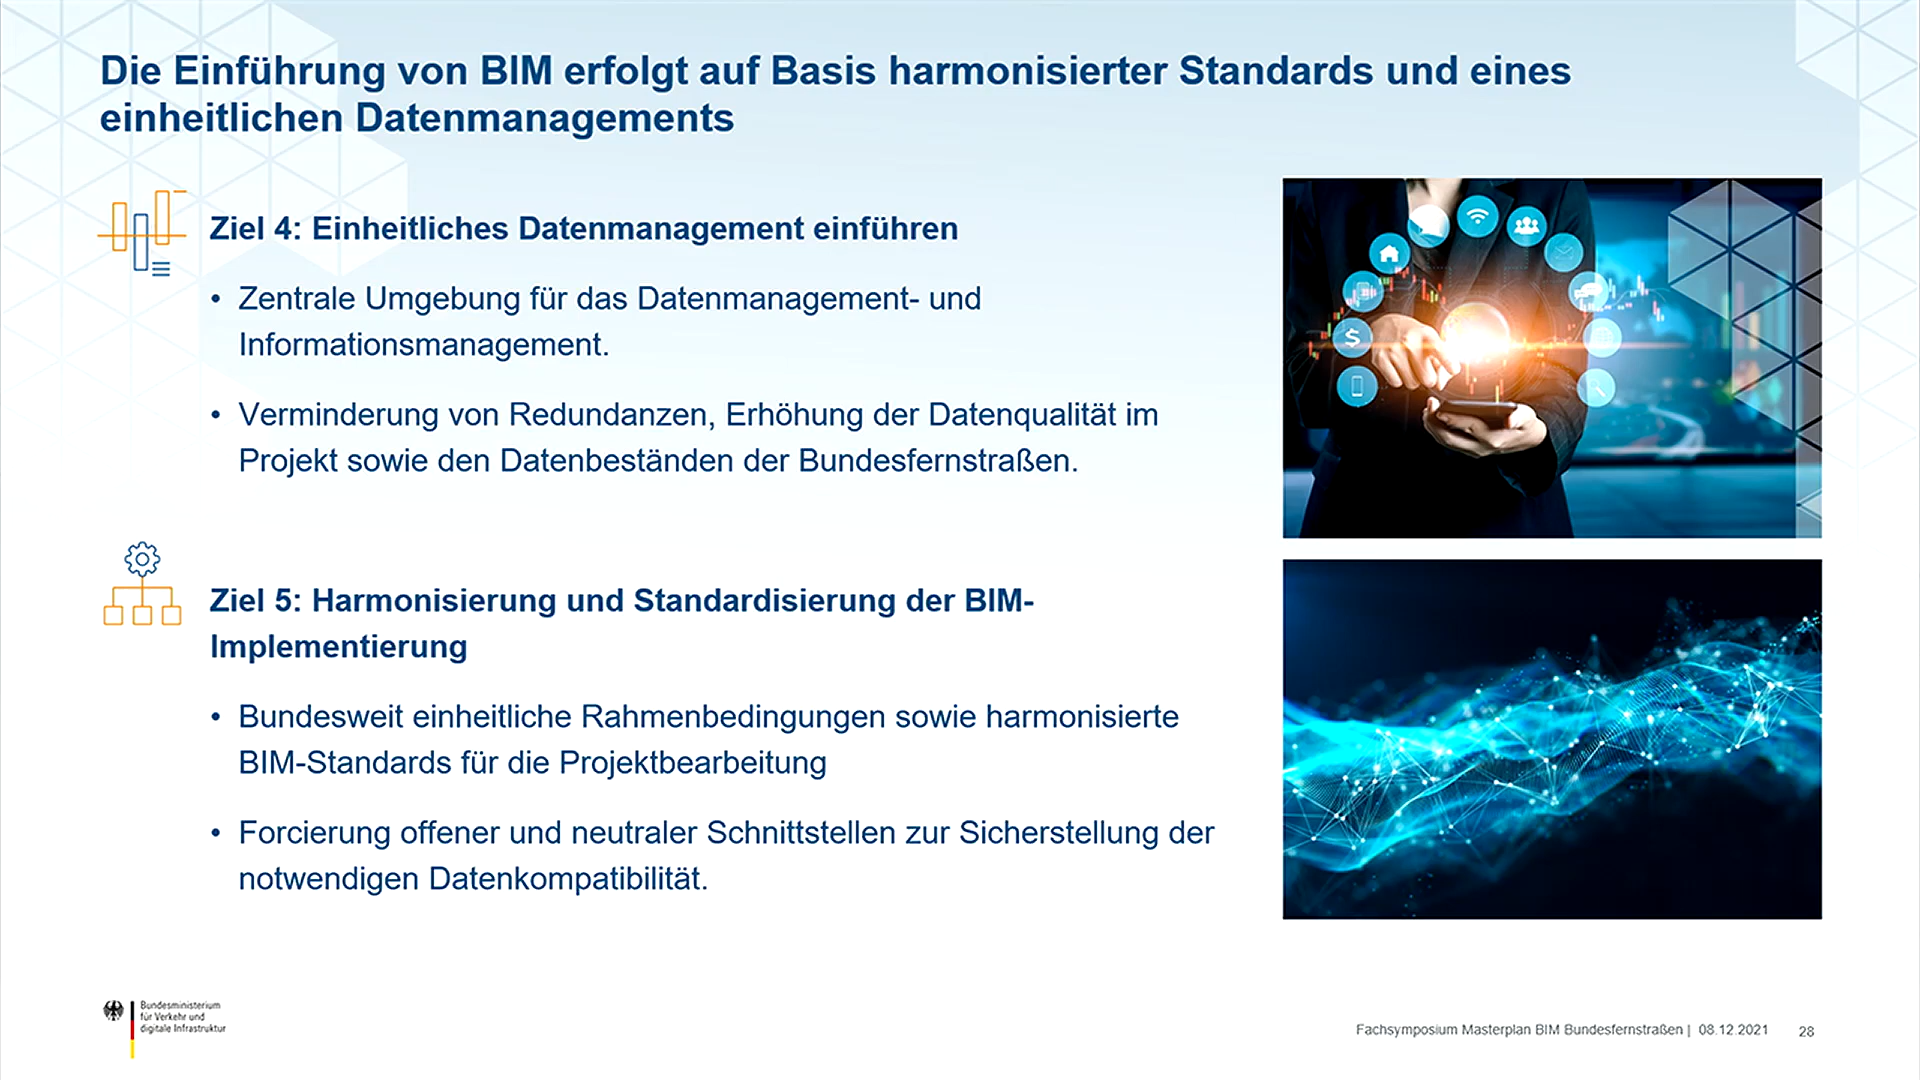 Die Einführung von BIM erfolgt auf Basis harmonisierter Standards und eines
einheitlichen Datenmanagements
Ziel 4: Einheitliches Datenmanagement einführen
• Zentrale Umgebung für das Datenmanagement- und
Informationsmanagement.
• Verminderung von Redundanzen, Erhöhung der Datenqualität im
Projekt sowie den Datenbeständen der Bundesfernstraßen.
Ziel 5: Harmonisierung und Standardisierung der BIM-
Implementierung
• Bundesweit einheitliche Rahmenbedingungen sowie harmonisierte
BIM-Standards für die Projektbearbeitung
• Forcierung offener und neutraler Schnittstellen zur Sicherstellung der
notwendigen Datenkompatibilität.
Bundesministerium
für Verkehr und
digitale Infrastruktur
Fachsymposium Masterplan BIM Bundesfernstraßen | 08.12.2021 28